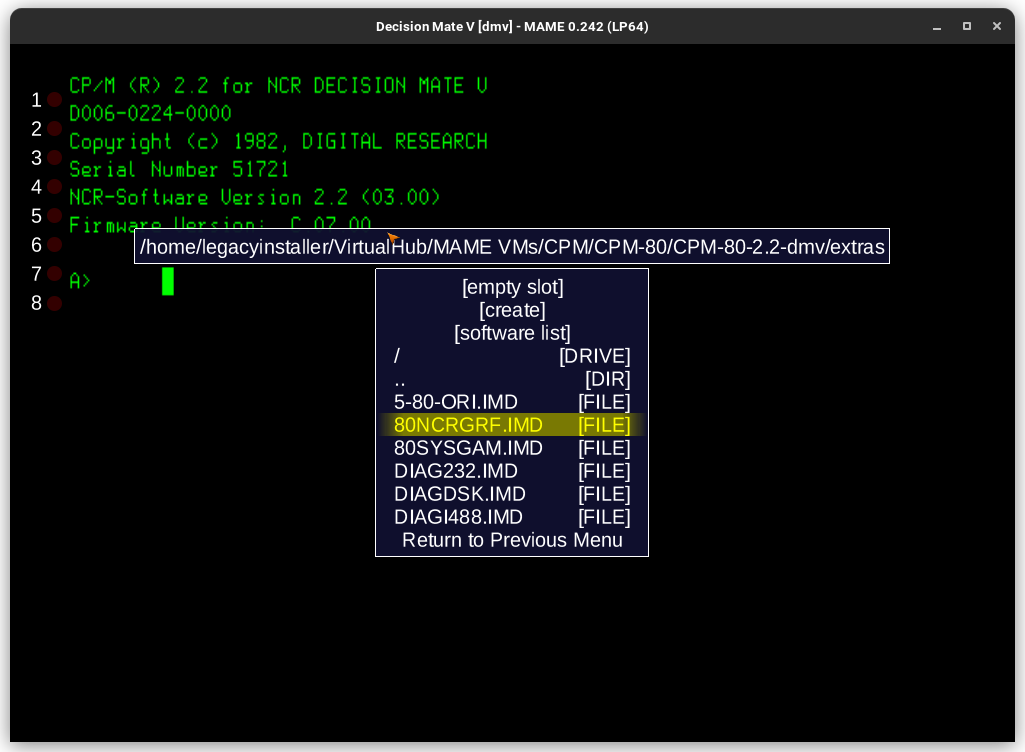 Decision Mate V [dmv] - MAME 0.242 (LP64)
CP/M (R) 2.2 for NCR DECISION MATE V
1
D006-0224-0000
2
Copyright (c) 1982, DIGITAL RESEARCH
3
Serial Number 51721
4
NCR-Software Version 2.2 (03.00)
5
Firmware Version: C.07.00
6
/home/legacyinstaller/VirtualHub/MAME VMs/CPM/CPM-80/CPM-80-2.2-dmv/extras
7
A>
8
[empty slot]
[create]
[software list]
/ [DRIVE]
.. [DIR]
5-80-ORI.IMD [FILE]
80NCRGRF.IMD [FILE]
80SYSGAM.IMD [FILE]
DIAG232.IMD [FILE]
DIAGDSK.IMD [FILE]
DIAGI488.IMD [FILE]
Return to Previous Menu